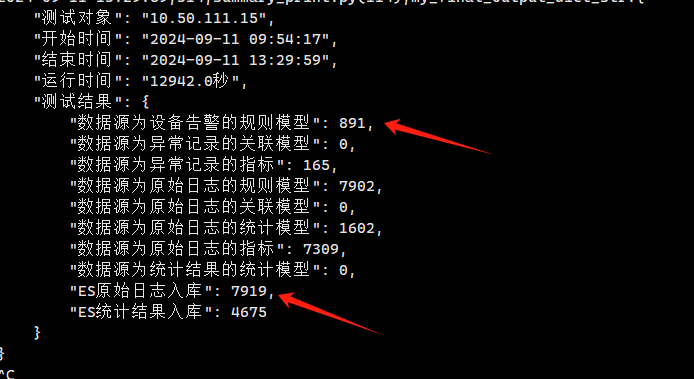 "测试对象": "10.50.111.15",
"开始时间": "2024-09-11 09:54:17",
"结束时间": "2024-09-11 13:29:59",
"运行时间": "12942.0秒",
"测试结果": {
"数据源为设备告警的规则模型": 891,
"数据源为异常记录的关联模型": 0,
"数据源为异常记录的指标": 165,
"数据源为原始日志的规则模型": 7902,
"数据源为原始日志的关联模型": 0,
"数据源为原始日志的统计模型": 1602,
"数据源为原始日志的指标": 7309,
"数据源为统计结果的统计模型": 0,
"ES原始日志入库": 7919,
"ES统计结果入库": 4675
}
}
^C